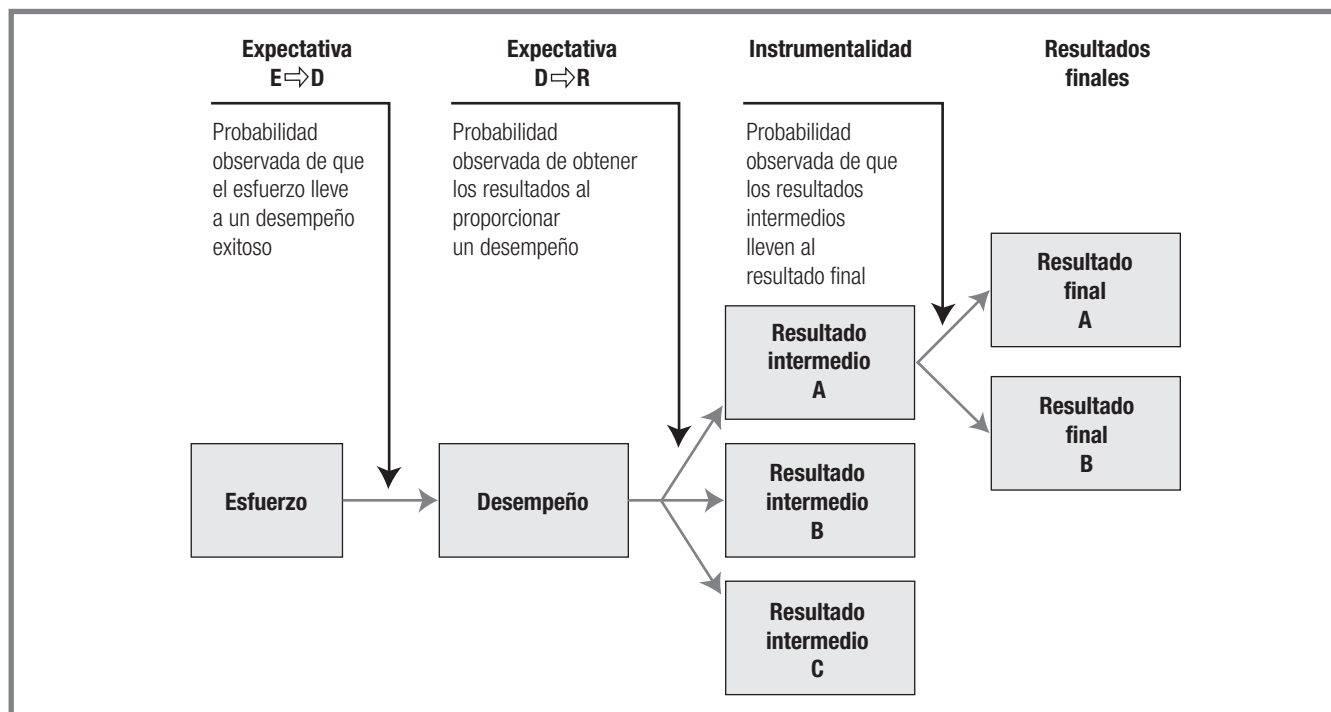 Expectativa
E⇨D
Probabilidad
observada de que
el esfuerzo lleve
a un desempeño
exitoso
Expectativa
D⇨R
Probabilidad
observada de obtener
los resultados al
proporcionar
un desempeño
Instrumentalidad
Probabilidad
observada de que
los resultados
intermedios
lleven al
resultado final
Resultados
finales
Esfuerzo
Desempeño
Resultado
intermedio
A
Resultado
intermedio
B
Resultado
intermedio
C
Resultado
final
A
Resultado
final
B